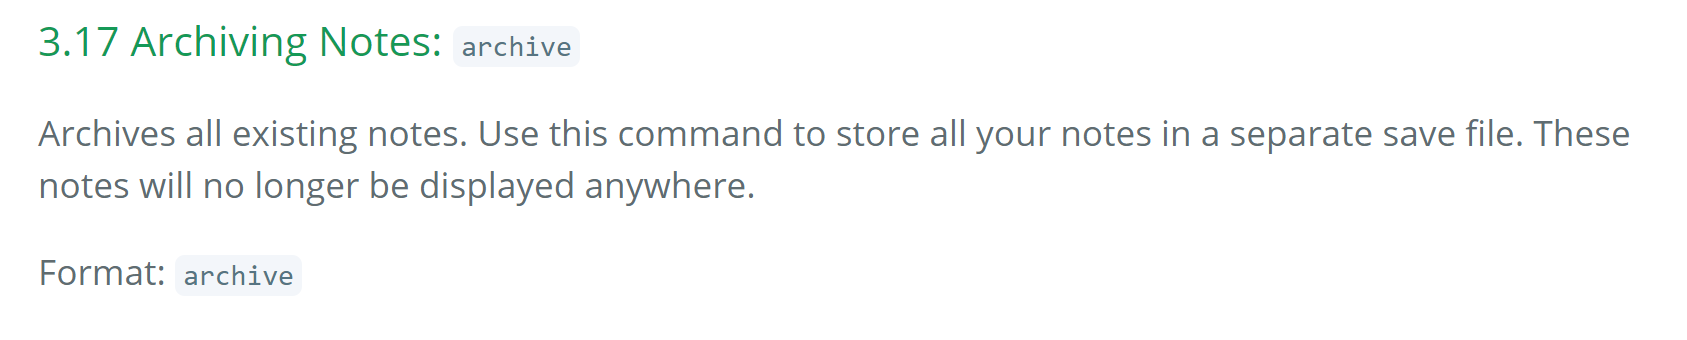 3.17 Archiving Notes: archive
Archives all existing notes. Use this command to store all your notes in a separate save file. These
notes will no longer be displayed anywhere.
Format: archive